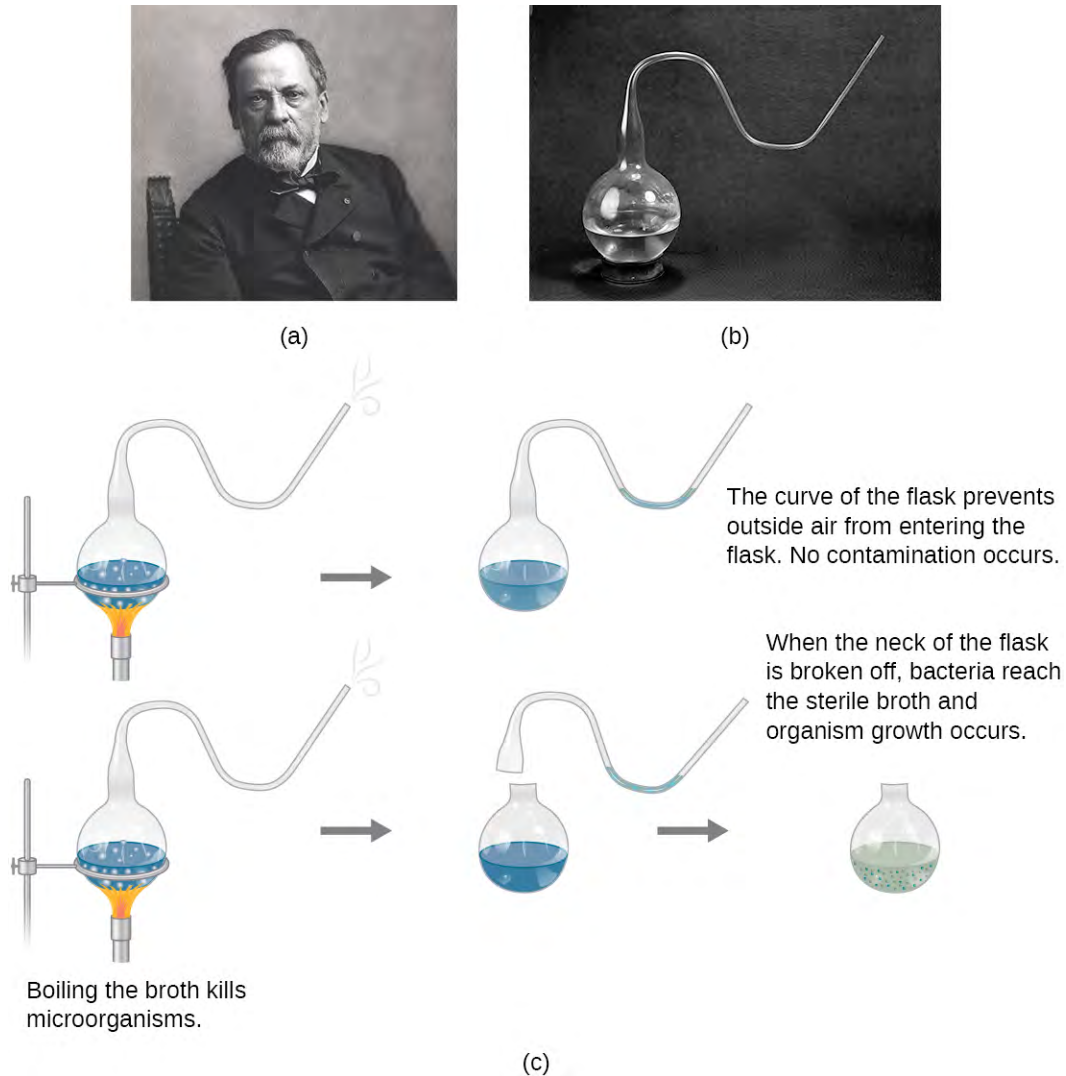 (a)
(b)
The curve of the flask prevents
outside air from entering the
flask. No contamination occurs.
When the neck of the flask
is broken off, bacteria reach
the sterile broth and
organism growth occurs.
Boiling the broth kills
microorganisms.
(c)